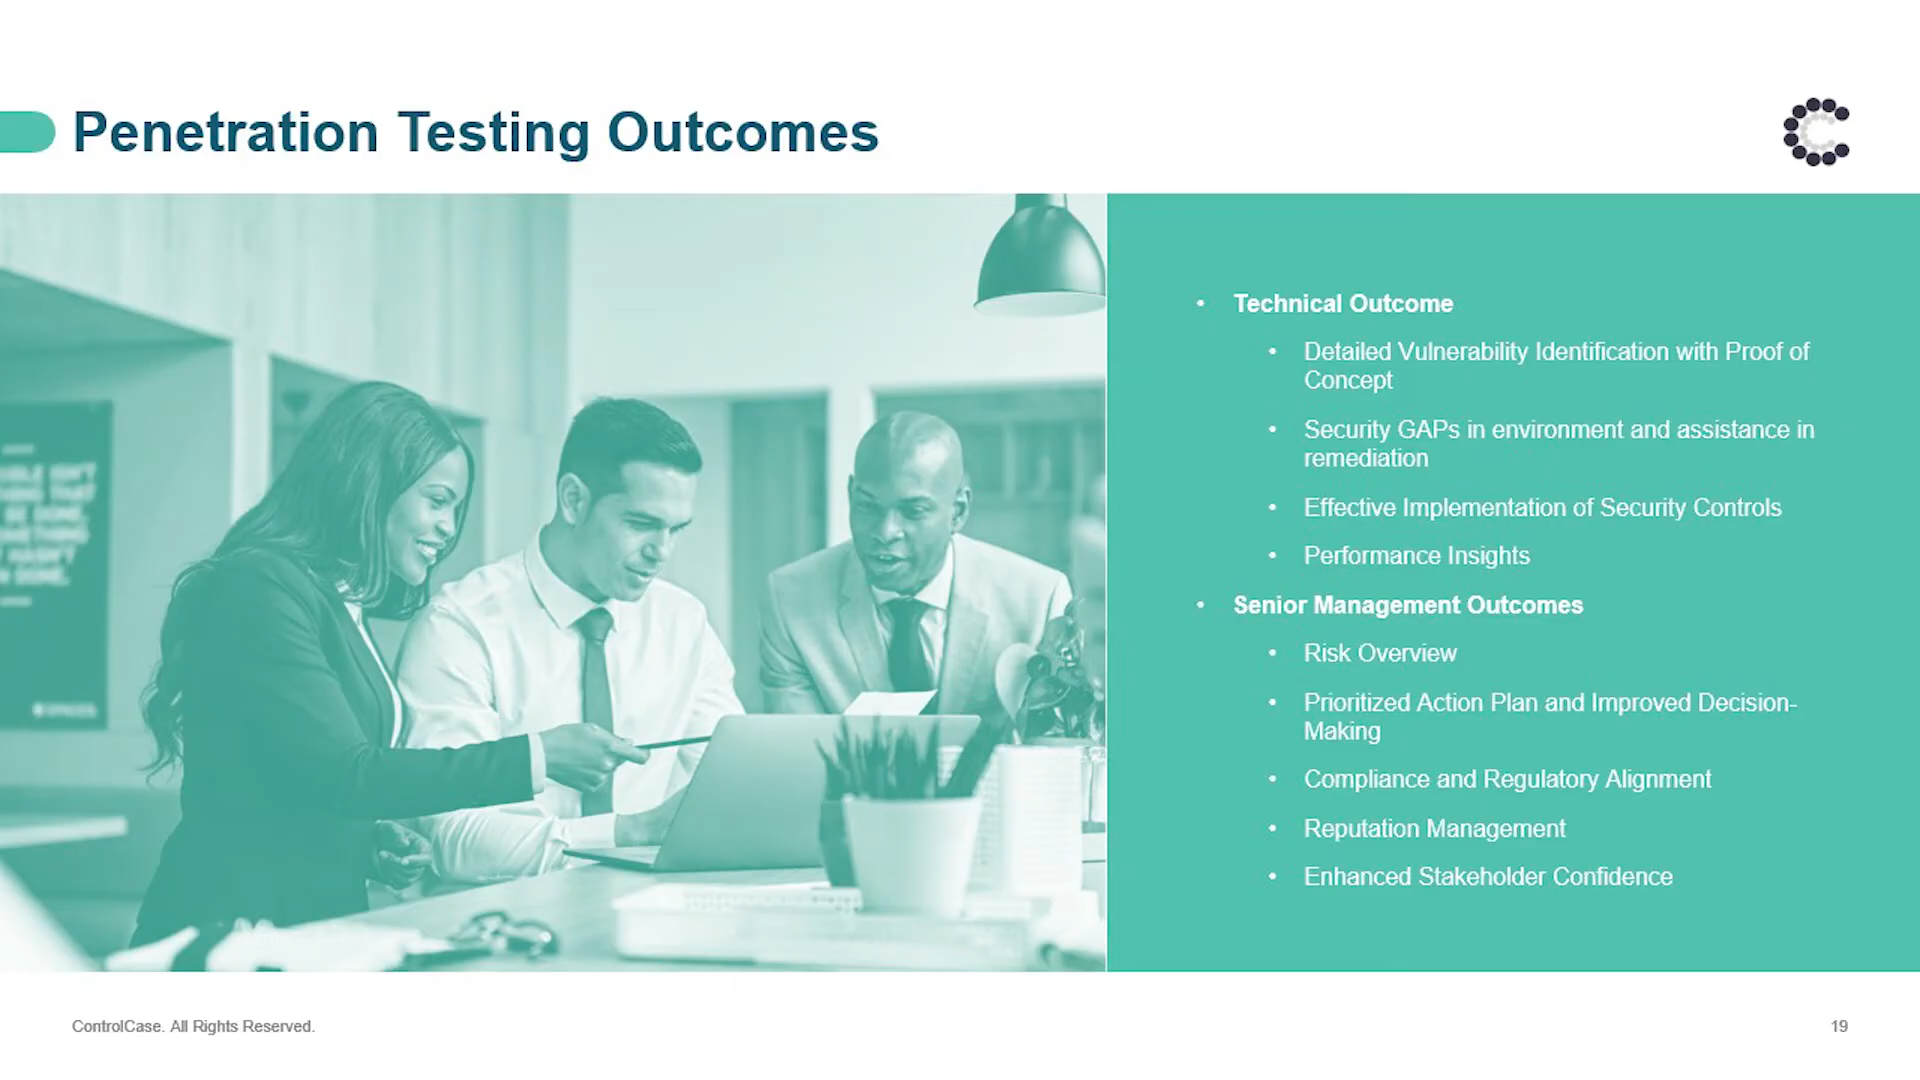 Penetration Testing Outcomes
• Technical Outcome
• Detailed Vulnerability Identification with Proof of
Concept
• Security GAPs in environment and assistance in
remediation
• Effective Implementation of Security Controls
• Performance Insights
• Senior Management Outcomes
• Risk Overview
• Prioritized Action Plan and Improved Decision-
Making
• Compliance and Regulatory Alignment
• Reputation Management
• Enhanced Stakeholder Confidence
ControlCase. All Rights Reserved.
19